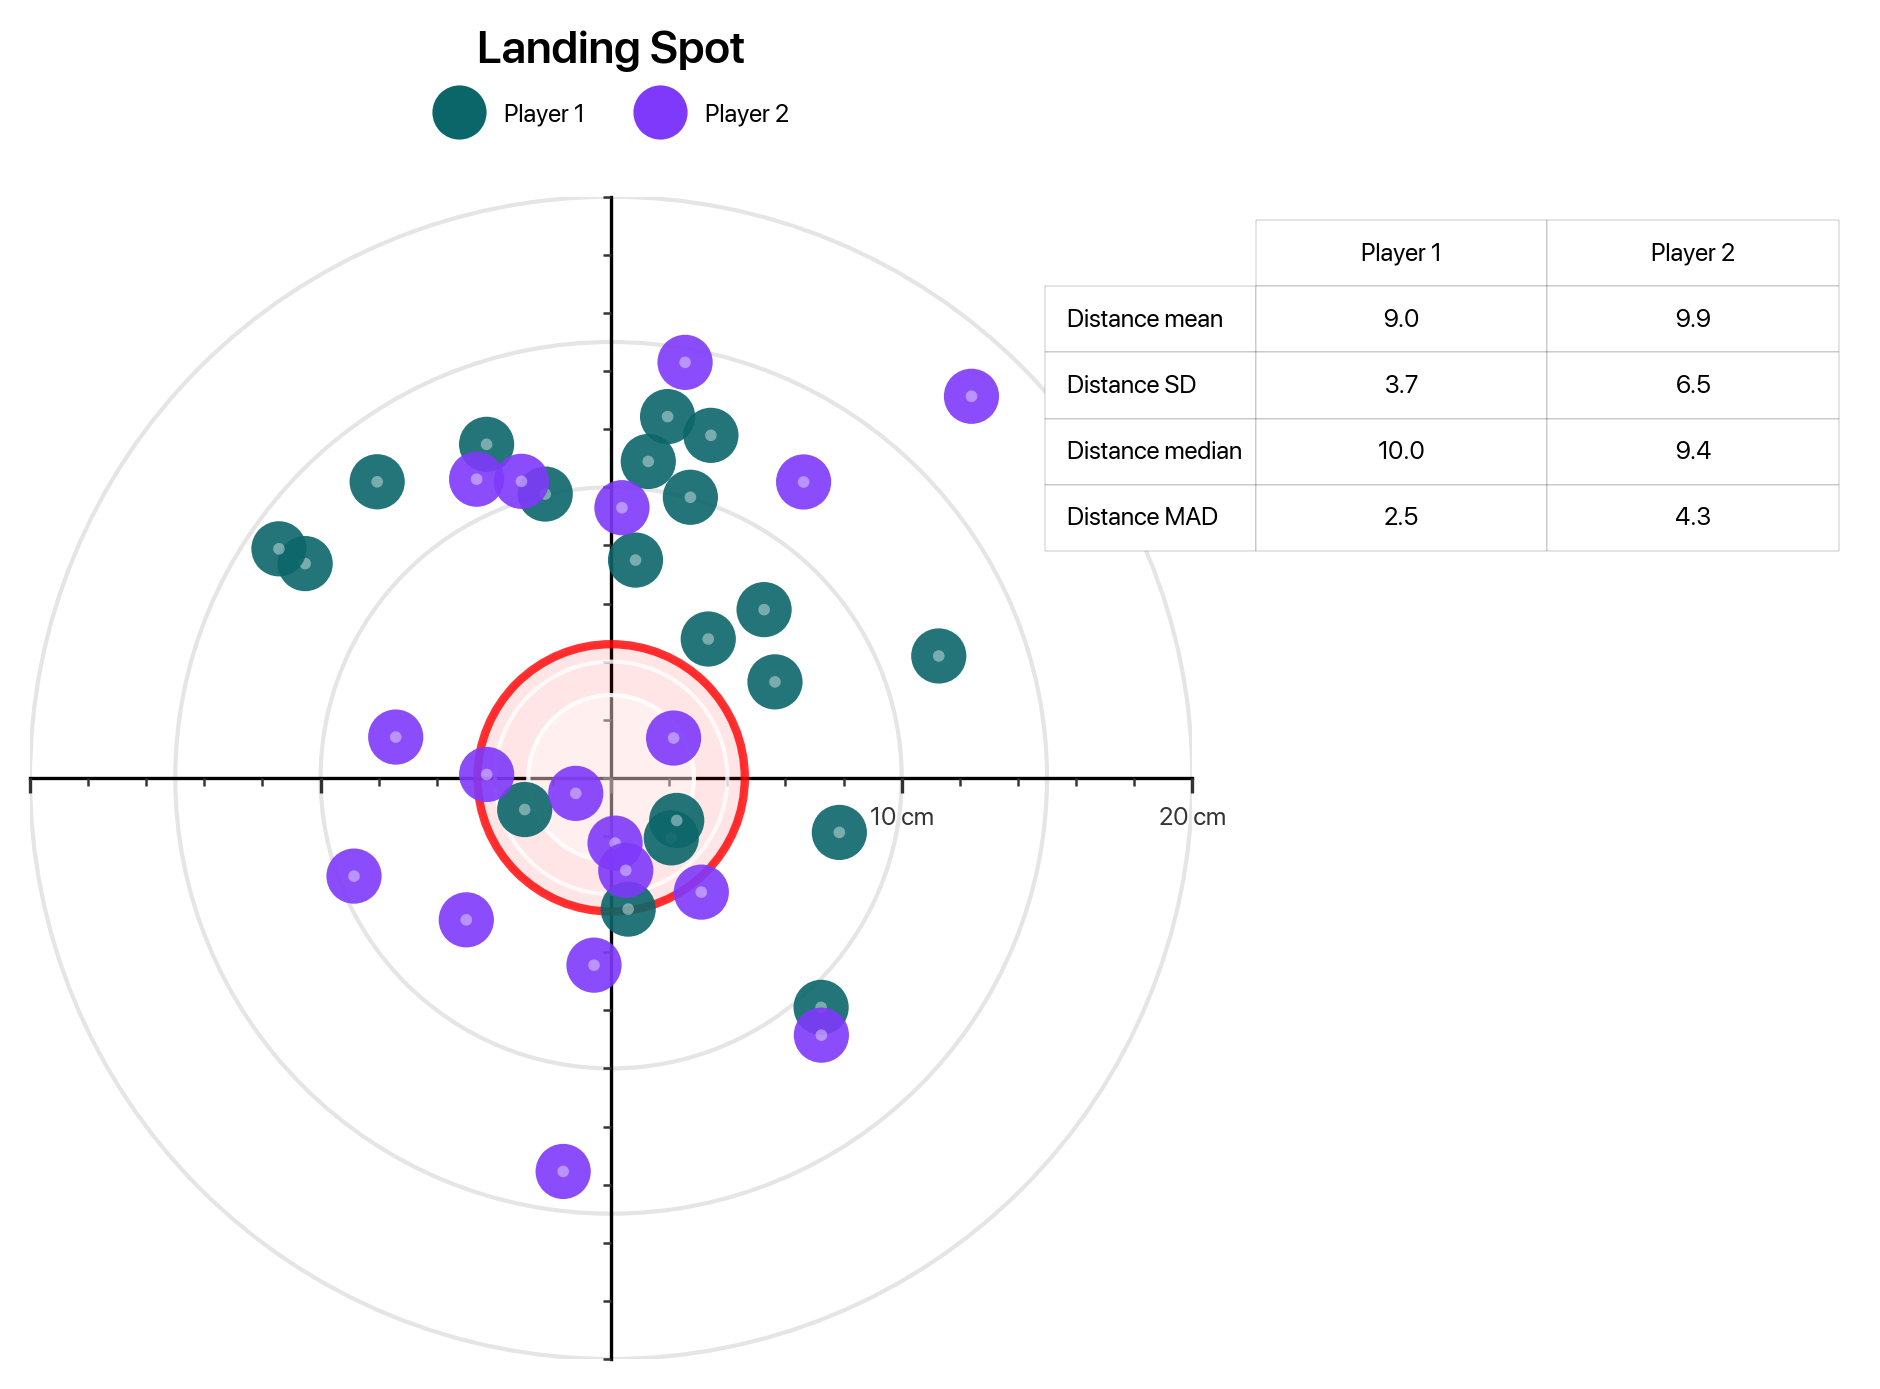 Landing Spot
Player 1 Player 2
Player 1 Player 2
Distance mean 9.0 9.9
Distance SD 3.7 6.5
Distance median 10.0 9.4
Distance MAD 2.5 4.3
10 cm 20 cm